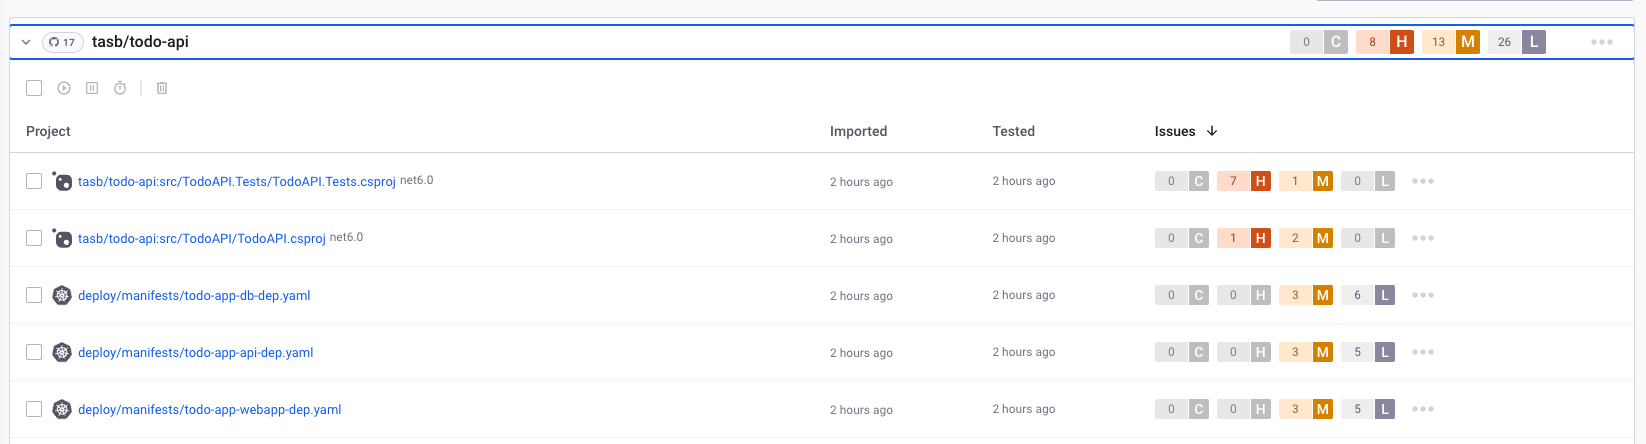 17 tasb/todo-api 0 C 8 H 13 M 26 L
Project Imported Tested Issues
tasb/todo-api:src/TodoAPI.Tests/TodoAPI.Tests.csproj net6.0 2 hours ago 2 hours ago 0 C 7 H 1 M 0 L
tasb/todo-api:src/TodoAPI/TodoAPI.csproj net6.0 2 hours ago 2 hours ago 0 C 1 H 2 M 0 L
deploy/manifests/todo-app-db-dep.yaml 2 hours ago 2 hours ago 0 C 0 H 3 M 6 L
deploy/manifests/todo-app-api-dep.yaml 2 hours ago 2 hours ago 0 C 0 H 3 M 5 L
deploy/manifests/todo-app-webapp-dep.yaml 2 hours ago 2 hours ago 0 C 0 H 3 M 5 L